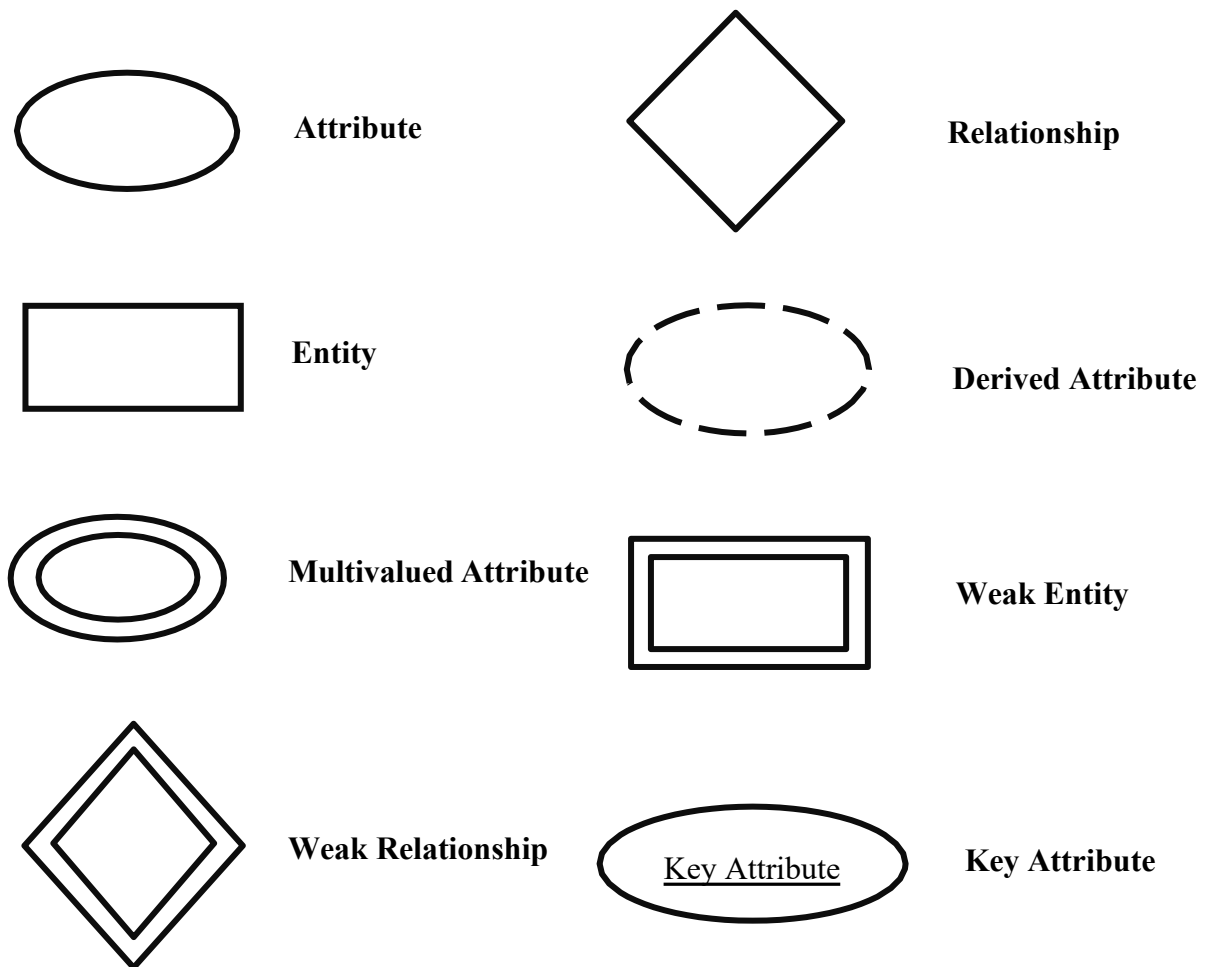 Attribute
Relationship
Entity
Derived Attribute
Multivalued Attribute
Weak Entity
Weak Relationship
Key Attribute
Key Attribute